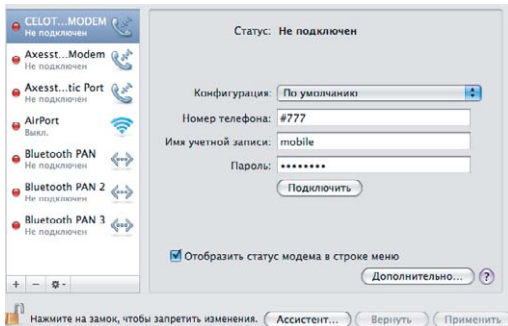 CELOT...MODEM
Не подключен
Axesst...Modem
Не подключен
Axesst...tic Port
Не подключен
AirPort
Выкл.
Bluetooth PAN
Не подключен
Bluetooth PAN 2
Не подключен
Bluetooth PAN 3
Не подключен
+ −
Статус: Не подключен
Конфигурация: По умолчанию
Номер телефона: #777
Имя учетной записи: mobile
Пароль: ••••••••
Подключить
Отобразить статус модема в строке меню
Дополнительно... ?
Нажмите на замок, чтобы запретить изменения. Ассистент... Вернуть Применить